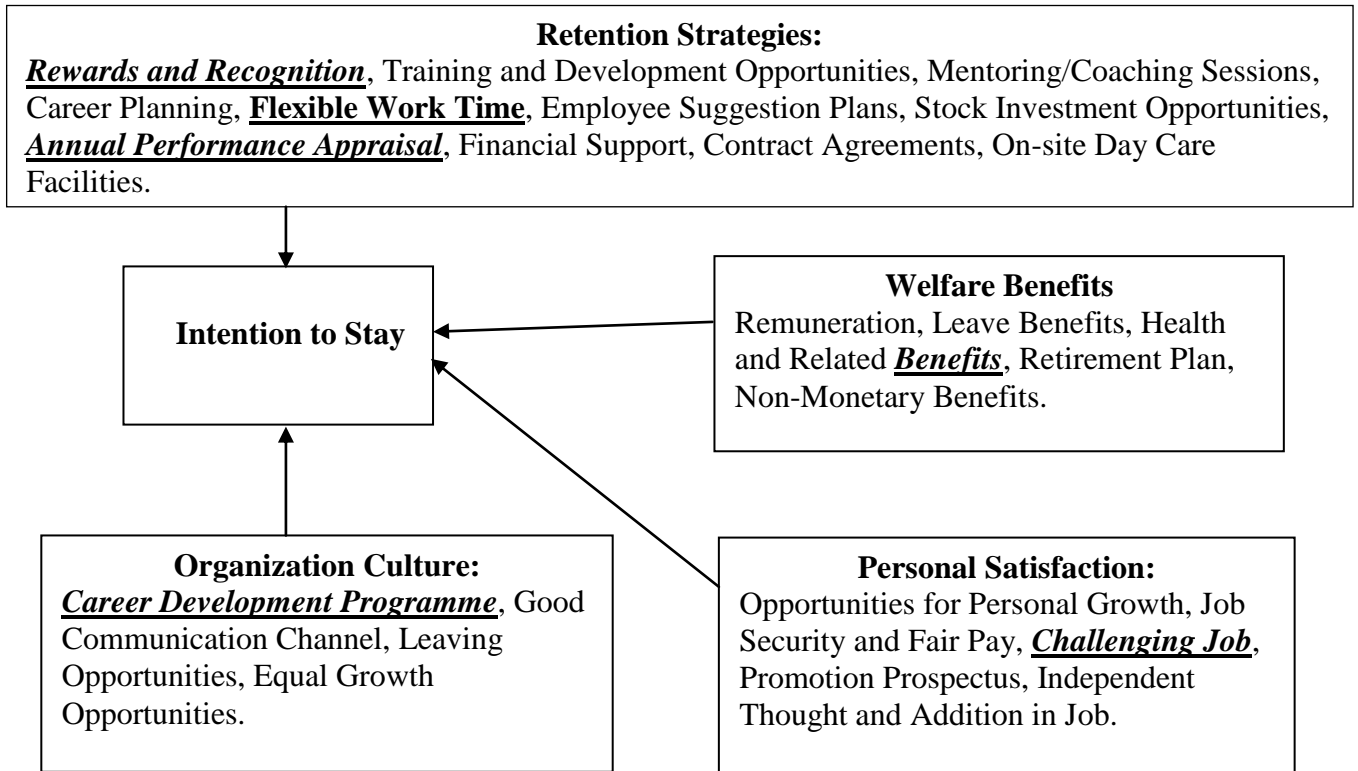 Retention Strategies:
Rewards and Recognition, Training and Development Opportunities, Mentoring/Coaching Sessions,
Career Planning, Flexible Work Time, Employee Suggestion Plans, Stock Investment Opportunities,
Annual Performance Appraisal, Financial Support, Contract Agreements, On-site Day Care
Facilities.
Intention to Stay
Welfare Benefits
Remuneration, Leave Benefits, Health
and Related Benefits, Retirement Plan,
Non-Monetary Benefits.
Organization Culture:
Career Development Programme, Good
Communication Channel, Leaving
Opportunities, Equal Growth
Opportunities.
Personal Satisfaction:
Opportunities for Personal Growth, Job
Security and Fair Pay, Challenging Job,
Promotion Prospectus, Independent
Thought and Addition in Job.